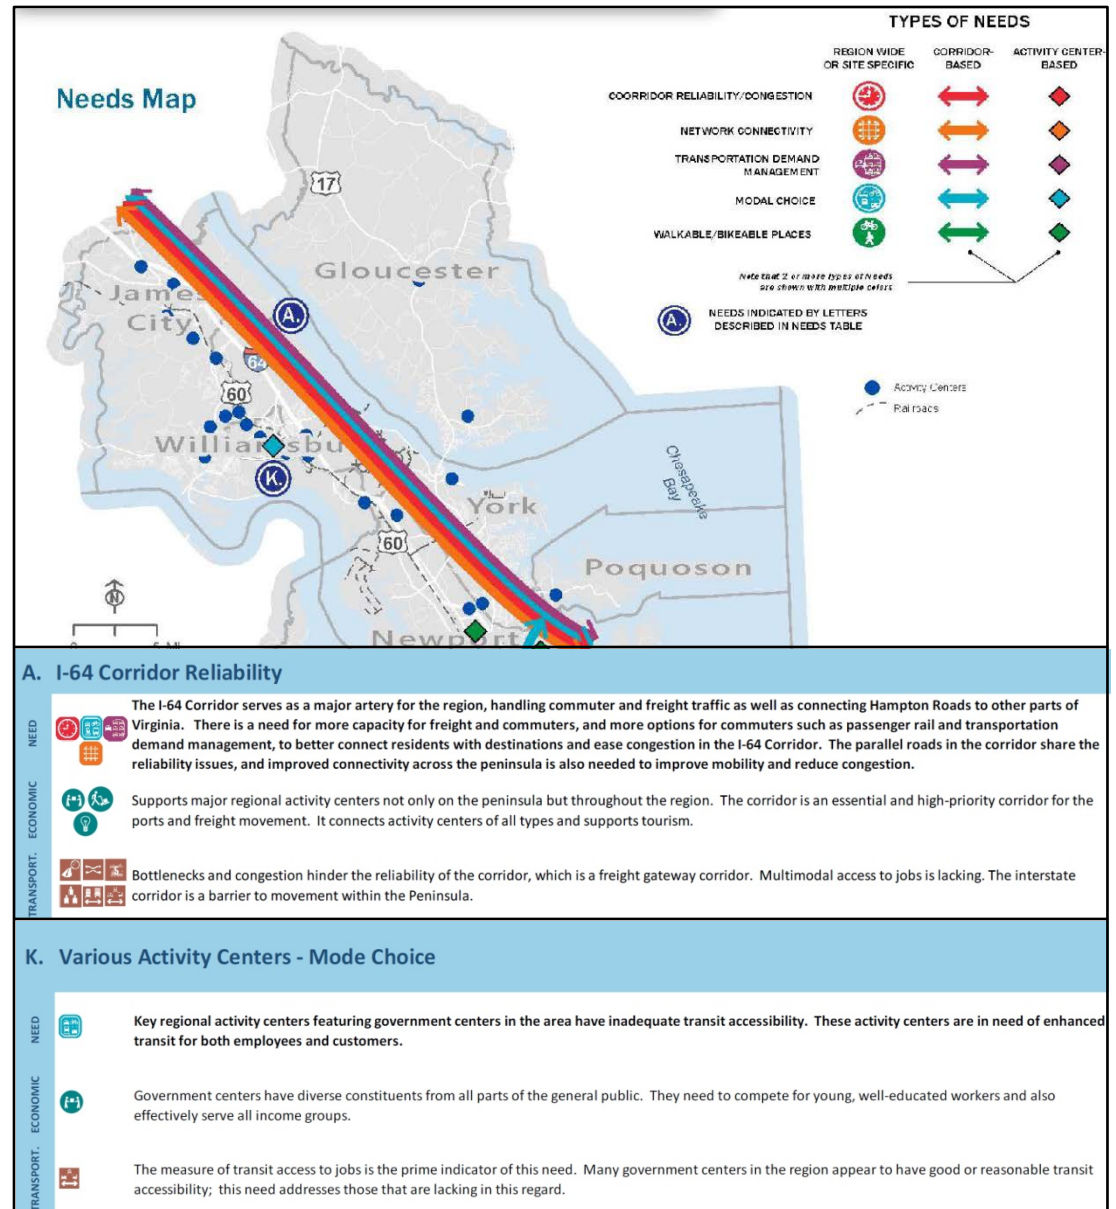 TYPES OF NEEDS
REGION WIDE
OR SITE SPECIFIC
CORRIDOR-
BASED
ACTIVITY CENTER-
BASED
Needs Map
COORRIDOR RELIABILITY/CONGESTION
NETWORK CONNECTIVITY
TRANSPORTATION DEMAND
MANAGEMENT
MODAL CHOICE
WALKABLE/BIKEABLE PLACES
Note that 2 or more types of Needs
are shown with multiple colors
A.
NEEDS INDICATED BY LETTERS
DESCRIBED IN NEEDS TABLE
Activity Centers
Railroads
17
Gloucester
James
City
A.
64
60
Williamsbu
K.
York
60
Chesapeake
Bay
Poquoson
Newport
N
A. I-64 Corridor Reliability
NEED
The I-64 Corridor serves as a major artery for the region, handling commuter and freight traffic as well as connecting Hampton Roads to other parts of
Virginia. There is a need for more capacity for freight and commuters, and more options for commuters such as passenger rail and transportation
demand management, to better connect residents with destinations and ease congestion in the I-64 Corridor. The parallel roads in the corridor share the
reliability issues, and improved connectivity across the peninsula is also needed to improve mobility and reduce congestion.
ECONOMIC
Supports major regional activity centers not only on the peninsula but throughout the region. The corridor is an essential and high-priority corridor for the
ports and freight movement. It connects activity centers of all types and supports tourism.
TRANSPORT.
Bottlenecks and congestion hinder the reliability of the corridor, which is a freight gateway corridor. Multimodal access to jobs is lacking. The interstate
corridor is a barrier to movement within the Peninsula.
K. Various Activity Centers - Mode Choice
NEED
Key regional activity centers featuring government centers in the area have inadequate transit accessibility. These activity centers are in need of enhanced
transit for both employees and customers.
ECONOMIC
Government centers have diverse constituents from all parts of the general public. They need to compete for young, well-educated workers and also
effectively serve all income groups.
TRANSPORT.
The measure of transit access to jobs is the prime indicator of this need. Many government centers in the region appear to have good or reasonable transit
accessibility; this need addresses those that are lacking in this regard.